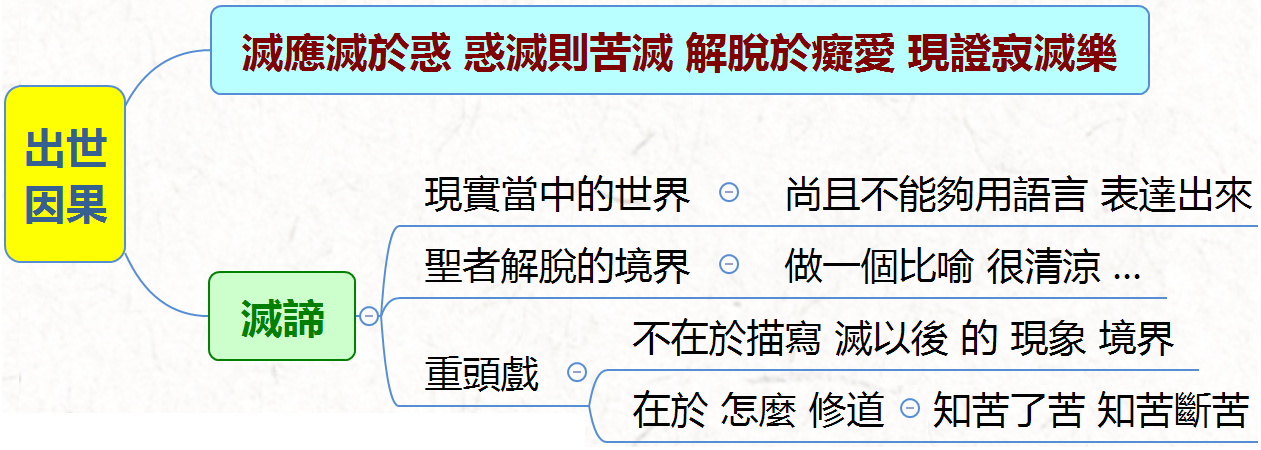 滅應滅於惑 惑滅則苦滅 解脫於癡愛 現證寂滅樂
出世
因果
滅諦
現實當中的世界 尚且不能夠用語言 表達出來
聖者解脫的境界 做一個比喻 很清涼 ...
重頭戲
不在於描寫 滅以後 的 現象 境界
在於 怎麼 修道 知苦了苦 知苦斷苦